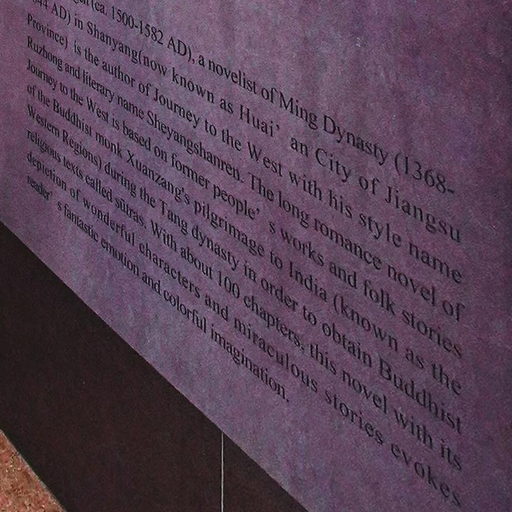 (ca. 1500-1582 AD), a novelist of Ming Dynasty (1368-
AD) in Shanyang(now known as Huai’an City of Jiangsu
Province) is the author of Journey to the West with his style name
Ruzhong and literary name Sheyangshanren. The long romance novel of
Journey to the West is based on former people’s works and folk stories
of the Buddhist monk Xuanzang's pilgrimage to India (known as the
Western Regions) during the Tang dynasty in order to obtain Buddhist
religious texts called sūtras. With about 100 chapters, this novel with its
depletion of wonderful characters and miraculous stories evokes
reader’s fantastic emotion and colorful imagination.